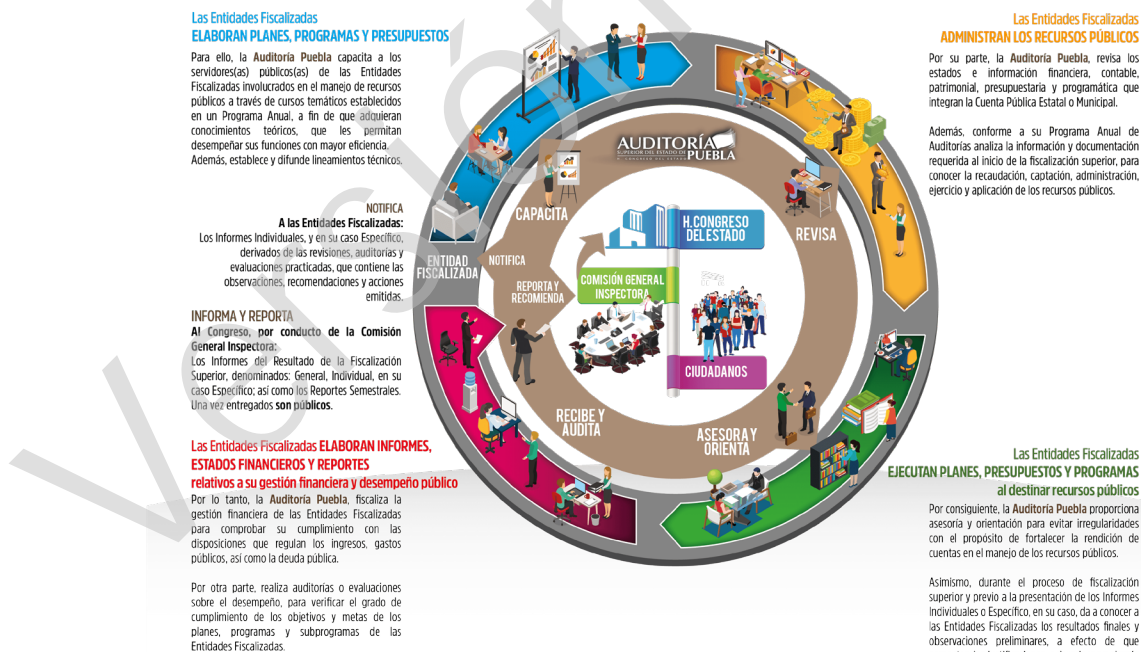 Las Entidades Fiscalizadas
ELABORAN PLANES, PROGRAMAS Y PRESUPUESTOS
Para ello, la Auditoría Puebla capacita a los
servidores(as) públicos(as) de las Entidades
Fiscalizadas involucrados en el manejo de recursos
públicos a través de cursos temáticos establecidos
en un Programa Anual, a fin de que adquieran
conocimientos teóricos, que les permitan
desempeñar sus funciones con mayor eficiencia.
Además, establece y difunde lineamientos técnicos.
NOTIFICA
A las Entidades Fiscalizadas:
Los Informes Individuales, y en su caso Específico,
derivados de las revisiones, auditorías y
evaluaciones practicadas, que contiene las
observaciones, recomendaciones y acciones
emitidas.
INFORMA Y REPORTA
Al Congreso, por conducto de la Comisión
General Inspectora:
Los Informes del Resultado de la Fiscalización
Superior, denominados: General, Individual, en su
caso Específico; así como los Reportes Semestrales.
Una vez entregados son públicos.
Las Entidades Fiscalizadas ELABORAN INFORMES,
ESTADOS FINANCIEROS Y REPORTES
relativos a su gestión financiera y desempeño público
Por lo tanto, la Auditoría Puebla, fiscaliza la
gestión financiera de las Entidades Fiscalizadas
para comprobar su cumplimiento con las
disposiciones que regulan los ingresos, gastos
públicos, así como la deuda pública.
Por otra parte, realiza auditorías o evaluaciones
sobre el desempeño, para verificar el grado de
cumplimiento de los objetivos y metas de los
planes, programas y subprogramas de las
Entidades Fiscalizadas.
AUDITORÍA
SUPERIOR DEL ESTADO DE PUEBLA
H. CONGRESO DEL ESTADO
CAPACITA
REVISA
H. CONGRESO
DEL ESTADO
ENTIDAD
FISCALIZADA
NOTIFICA
REPORTA Y
RECOMIENDA
COMISIÓN GENERAL
INSPECTORA
CIUDADANOS
RECIBE Y
AUDITA
ASESORA Y
ORIENTA
Las Entidades Fiscalizadas
ADMINISTRAN LOS RECURSOS PÚBLICOS
Por su parte, la Auditoría Puebla, revisa los
estados e información financiera, contable,
patrimonial, presupuestaria y programática que
integran la Cuenta Pública Estatal o Municipal.
Además, conforme a su Programa Anual de
Auditorías analiza la información y documentación
requerida al inicio de la fiscalización superior, para
conocer la recaudación, captación, administración,
ejercicio y aplicación de los recursos públicos.
Las Entidades Fiscalizadas
EJECUTAN PLANES, PRESUPUESTOS Y PROGRAMAS
al destinar recursos públicos
Por consiguiente, la Auditoría Puebla proporciona
asesoría y orientación para evitar irregularidades
con el propósito de fortalecer la rendición de
cuentas en el manejo de los recursos públicos.
Asimismo, durante el proceso de fiscalización
superior y previo a la presentación de los Informes
Individuales o Específico, en su caso, da a conocer a
las Entidades Fiscalizadas los resultados finales y
observaciones preliminares, a efecto de que
Versión